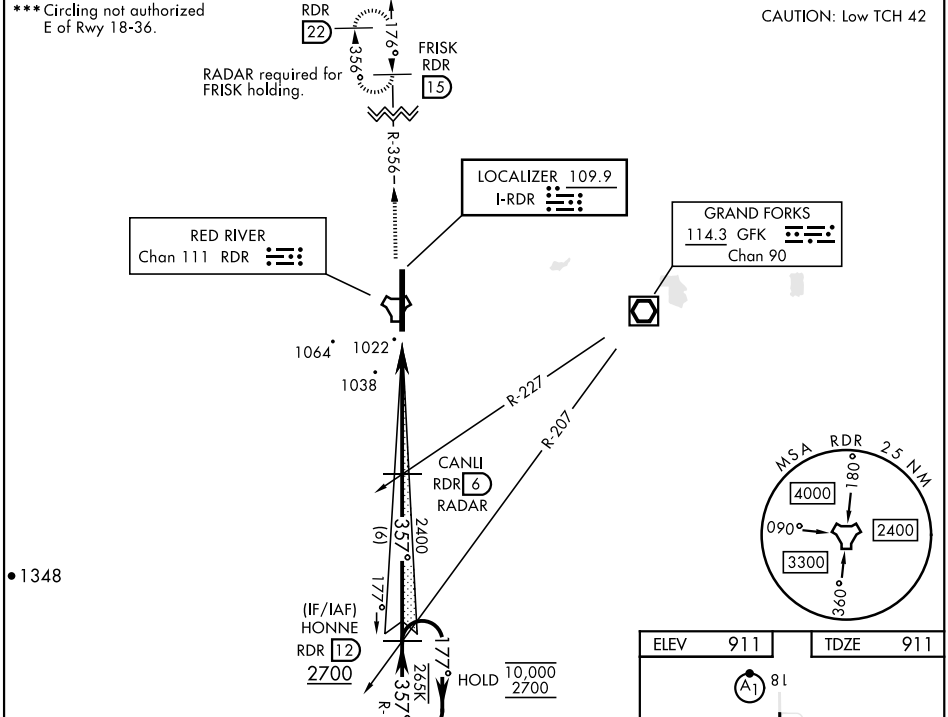 *** Circling not authorized
E of Rwy 18-36.
CAUTION: Low TCH 42
RDR
22
176°
356°
FRISK
RDR
15
RADAR required for
FRISK holding.
R-356
LOCALIZER 109.9
I-RDR
GRAND FORKS
114.3 GFK
Chan 90
RED RIVER
Chan 111 RDR
1064
1022
1038
R-227
R-207
CANLI
RDR 6
RADAR
2400
357°
(6)
177°
MSA RDR 25 NM
180°
4000
090°
2400
3300
360°
1348
(IF/IAF)
HONNE
RDR 12
2700
177°
265K
357°
R-
HOLD 10,000
2700
ELEV 911
TDZE 911
A1
18